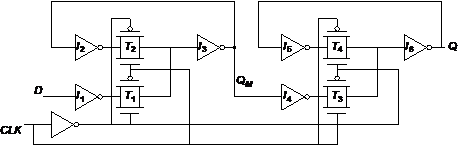 I2 T2 I3 I5 T4 I6 Q
D I1 T1 QM I4 T3
CLK